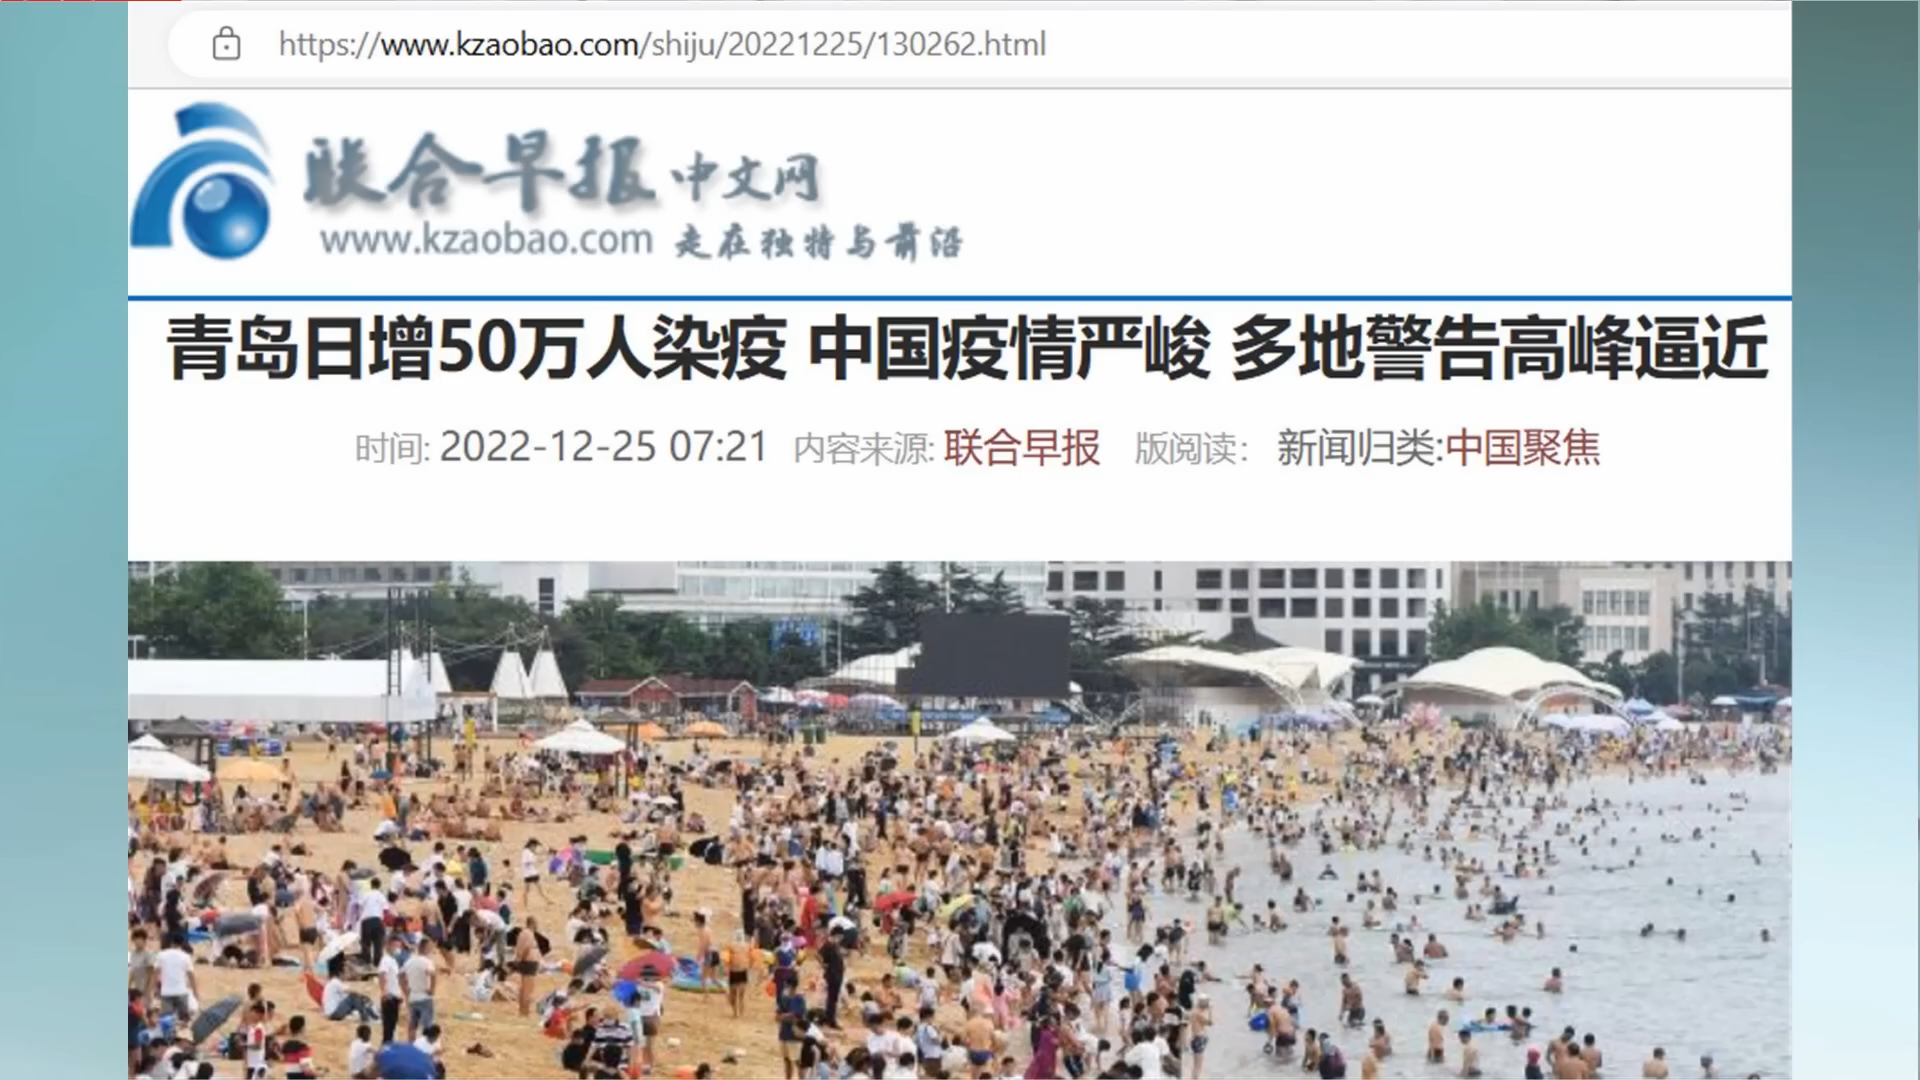 https://www.kzaobao.com/shiju/20221225/130262.html
联合早报 中文网
www.kzaobao.com 走在独特与前沿
青岛日增50万人染疫 中国疫情严峻 多地警告高峰逼近
时间: 2022-12-25 07:21 内容来源: 联合早报 版阅读： 新闻归类:中国聚焦